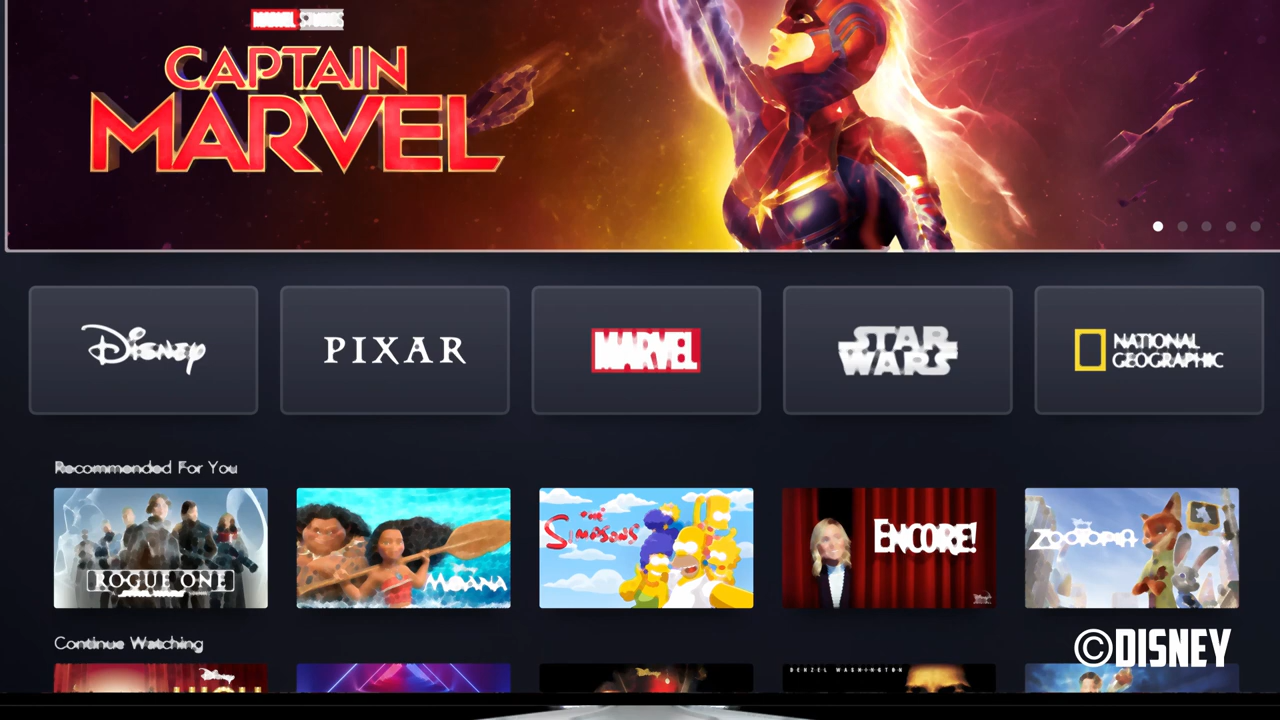 MARVEL STUDIOS
CAPTAIN
MARVEL
Disney
PIXAR
MARVEL
STAR
WARS
NATIONAL
GEOGRAPHIC
Recommended For You
ROGUE ONE
MOANA
THE
SIMPSONS
ENCORE!
ZOOTOPIA
Continue Watching
©DISNEY
Disney
DENZEL WASHINGTON